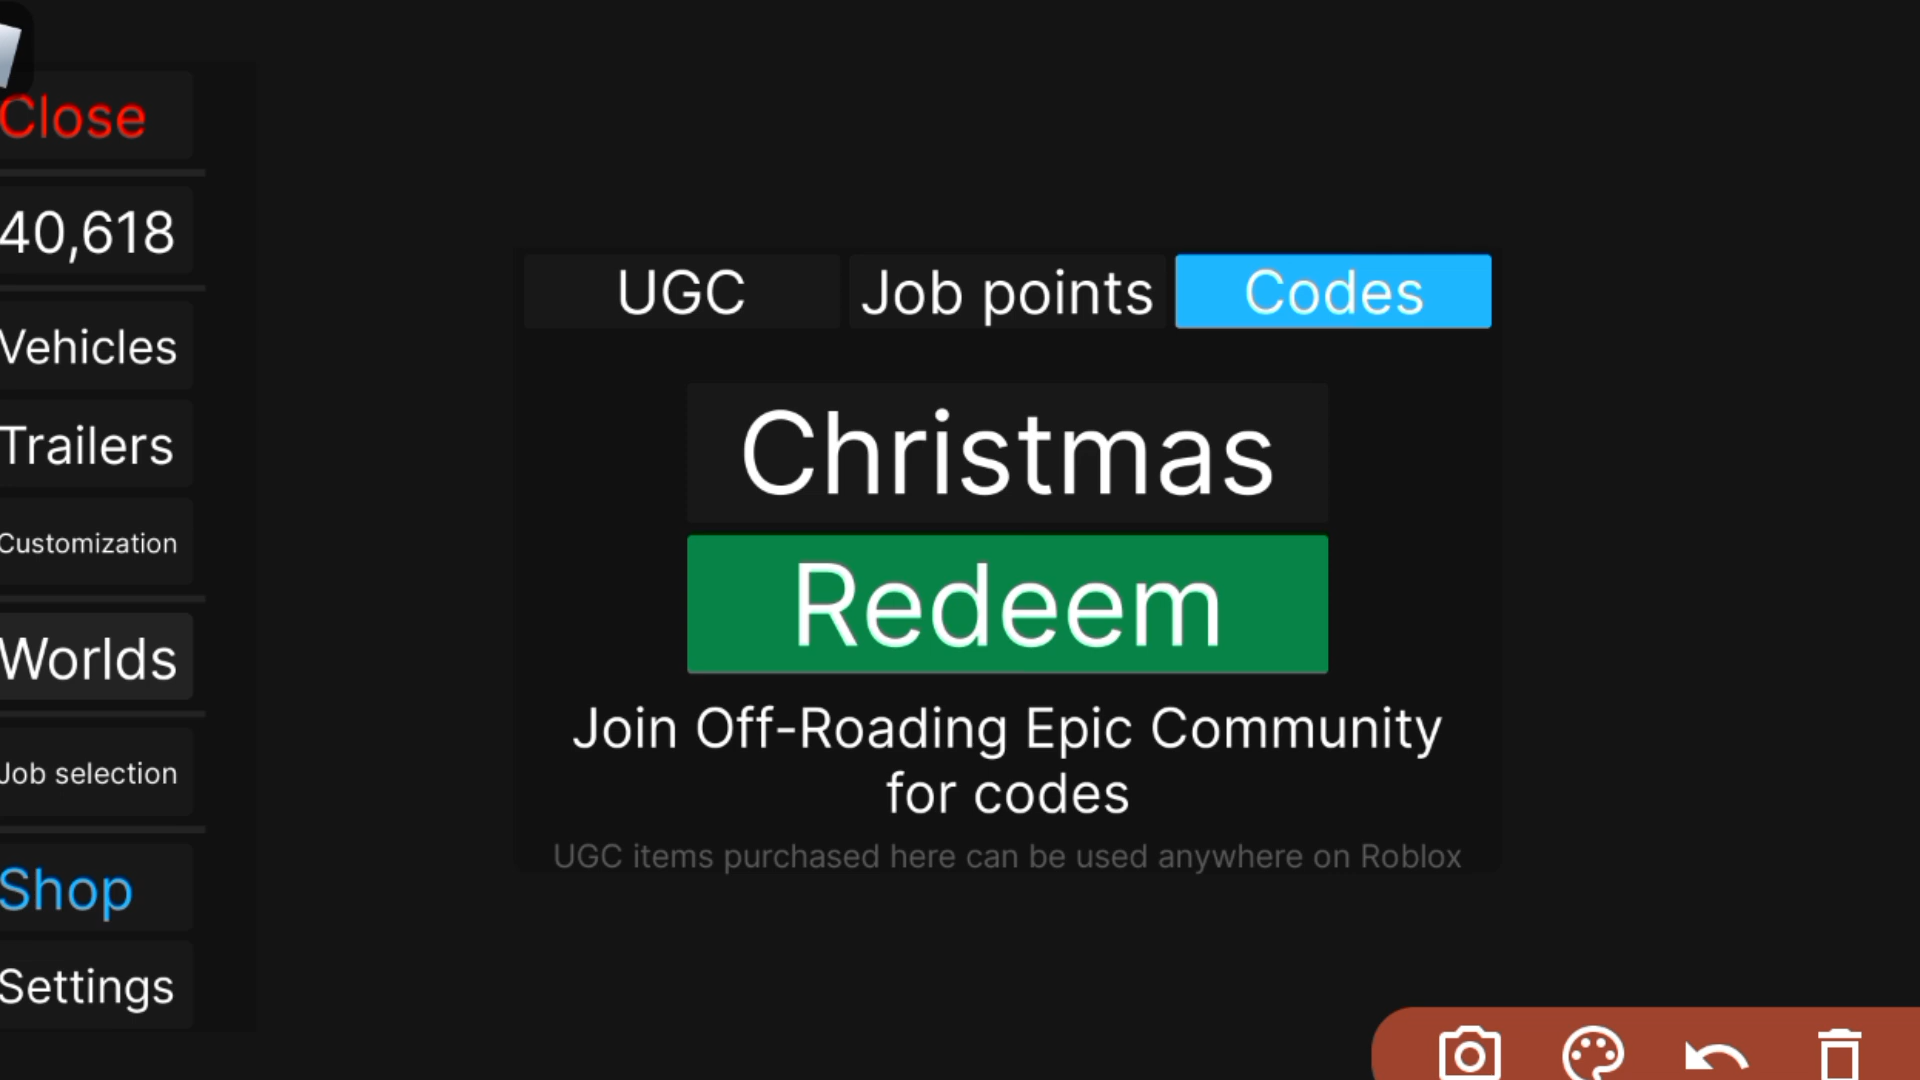 Close
40,618
Vehicles
Trailers
Customization
Worlds
Job selection
Shop
Settings
UGC
Job points
Codes
Christmas
Redeem
Join Off-Roading Epic Community
for codes
UGC items purchased here can be used anywhere on Roblox